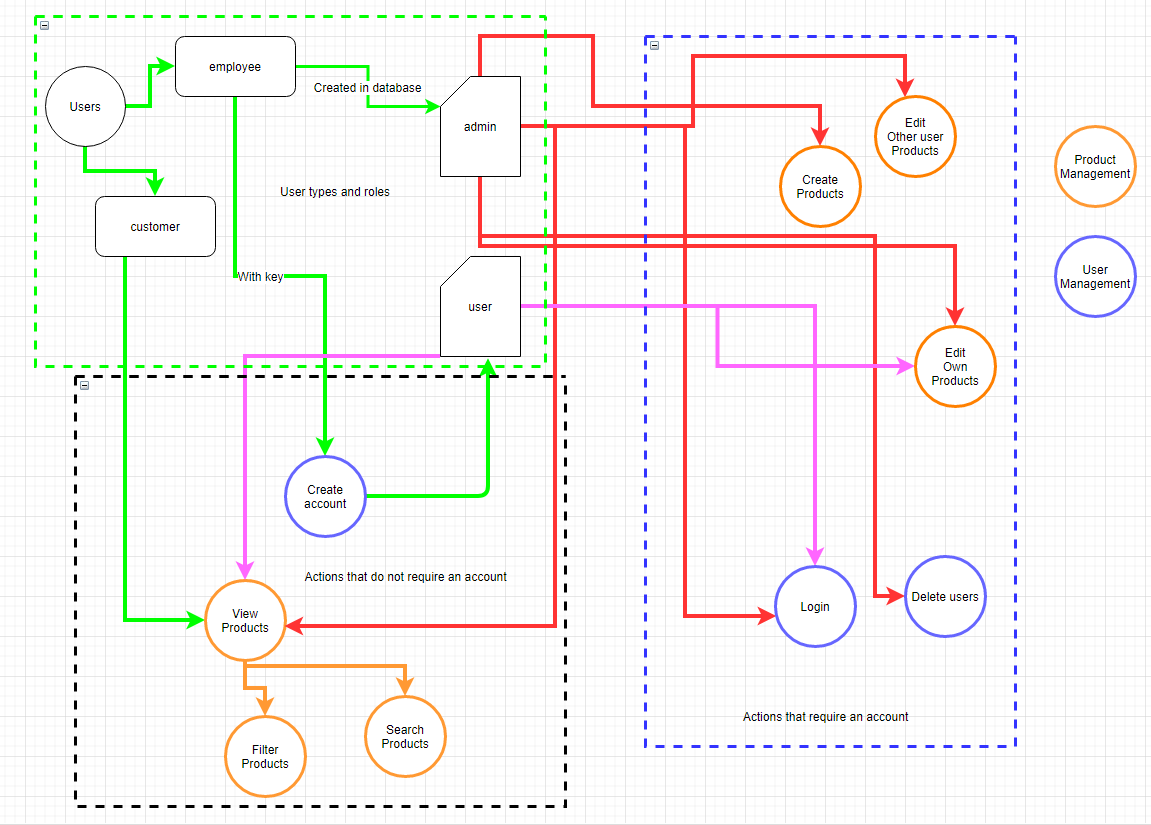 employee
Users
Created in database
admin
User types and roles
customer
With key
user
Edit
Other user
Products
Create
Products
Product
Management
User
Management
Edit
Own
Products
Create
account
Actions that do not require an account
View
Products
Login
Delete users
Filter
Products
Search
Products
Actions that require an account